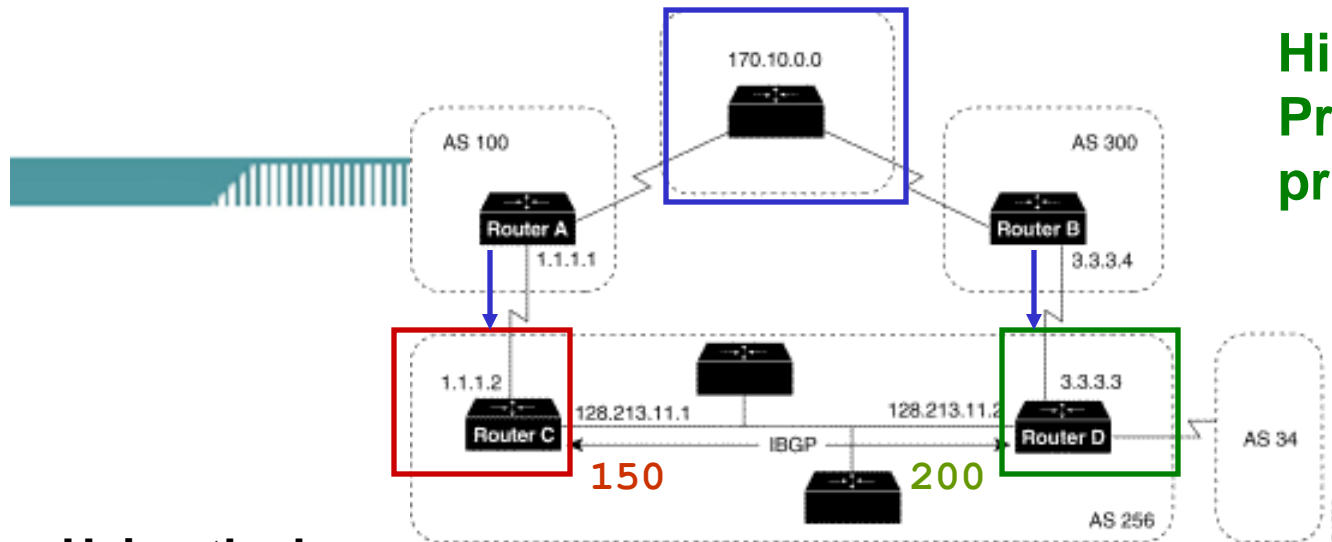 170.10.0.0
Hi
Pr
pr
AS 100
AS 300
Router A
Router B
1.1.1.1
3.3.3.4
1.1.1.2
3.3.3.3
128.213.11.1
128.213.11.2
Router C
IBGP
Router D
AS 34
150
200
AS 256